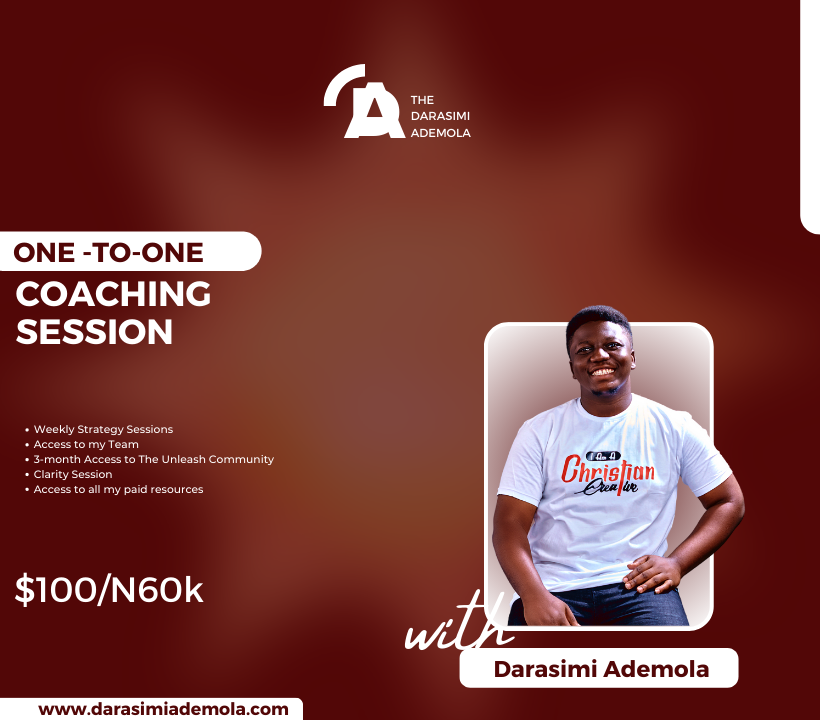 THE
DARASIMI
ADEMOLA
ONE -TO-ONE
COACHING
SESSION
Weekly Strategy Sessions
Access to my Team
3-month Access to The Unleash Community
Clarity Session
Access to all my paid resources
$100/N60k
I Am A
Christian
Creative
with
Darasimi Ademola
www.darasimiademola.com